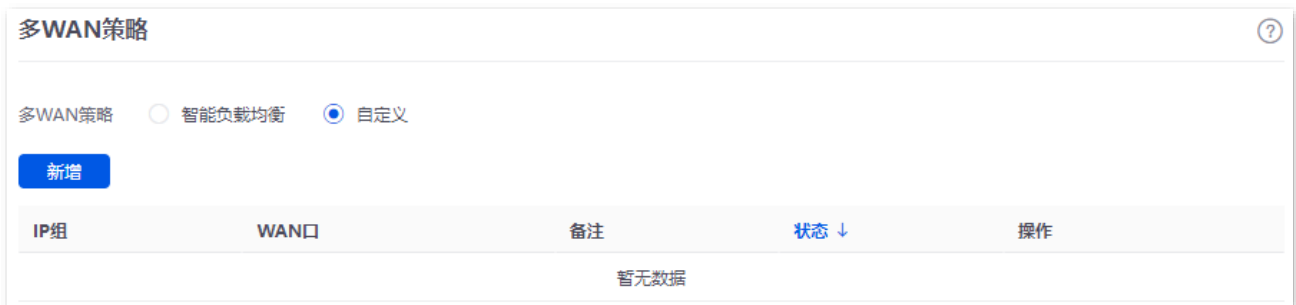 多WAN策略
?
多WAN策略 智能负载均衡 自定义
新增
IP组 WAN口 备注 状态↓ 操作
暂无数据